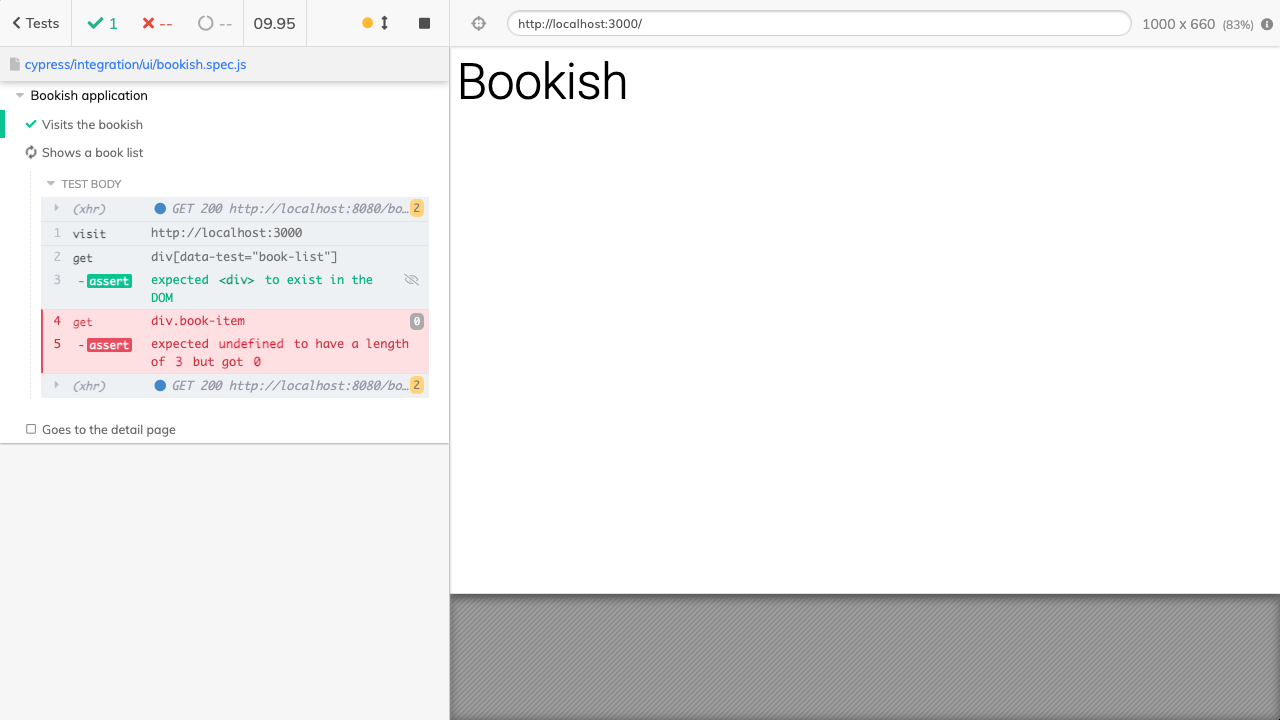 Tests
1
--
--
09.95
http://localhost:3000/
1000 x 660 (83%)
cypress/integration/ui/bookish.spec.js
Bookish application
Visits the bookish
Shows a book list
TEST BODY
(xhr) GET 200 http://localhost:8080/bo… 2
1 visit http://localhost:3000
2 get div[data-test="book-list"]
3 -assert expected <div> to exist in the
DOM
4 get div.book-item 0
5 -assert expected undefined to have a length
of 3 but got 0
(xhr) GET 200 http://localhost:8080/bo… 2
Goes to the detail page
Bookish